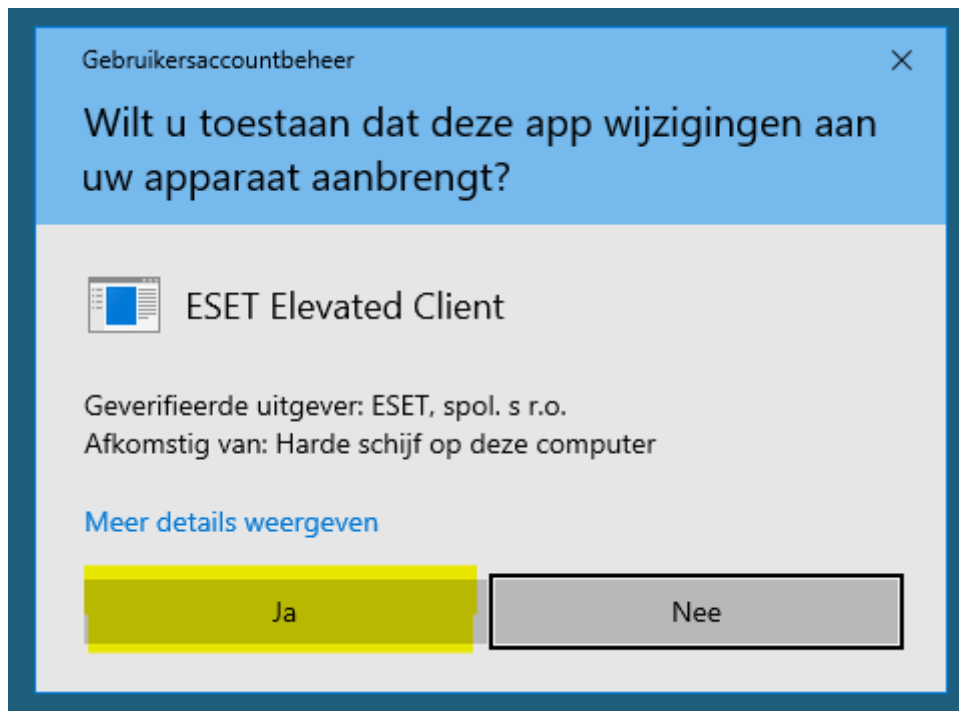 Gebruikersaccountbeheer
Wilt u toestaan dat deze app wijzigingen aan
uw apparaat aanbrengt?
ESET Elevated Client
Geverifieerde uitgever: ESET, spol. s r.o.
Afkomstig van: Harde schijf op deze computer
Meer details weergeven
Ja
Nee